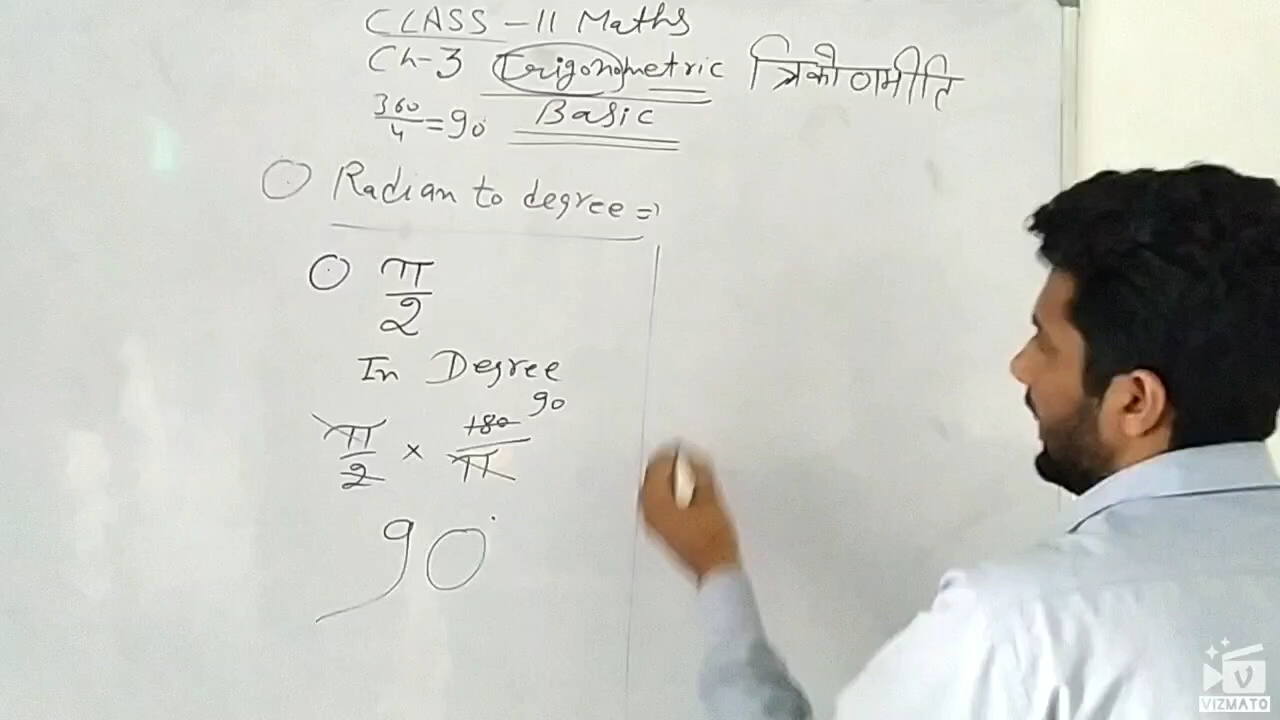 CLASS - 11 Maths
Ch-3 Trigonometric त्रिकोणमीति
360/4 = 90 Basic
Radian to degree ⇒
π/2
In Degree
π/2 × 180/π 90
90°
VIZMATO